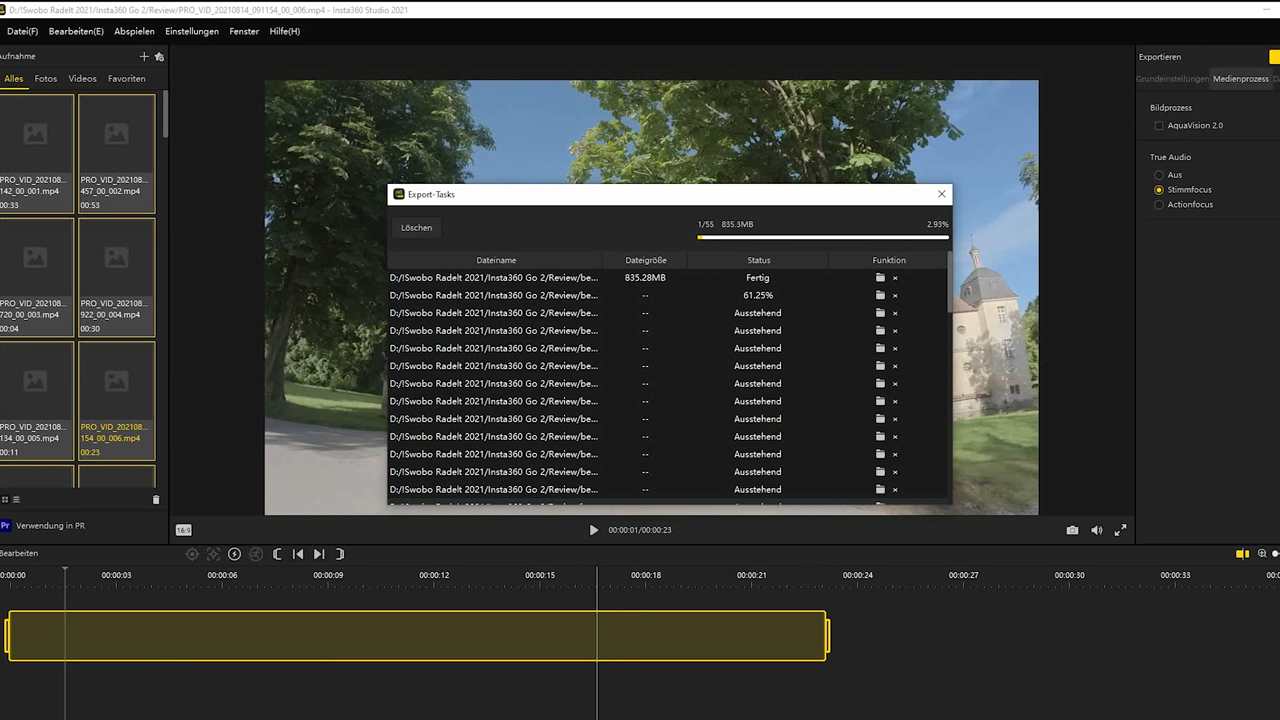 D:/!Swobo Radelt 2021/Insta360 Go 2/Review/PRO_VID_20210814_091154_00_006.mp4 - Insta360 Studio 2021
Datei(F) Bearbeiten(E) Abspielen Einstellungen Fenster Hilfe(H)
Aufnahme
Alles Fotos Videos Favoriten
PRO_VID_202108... PRO_VID_202108...
142_00_001.mp4 457_00_002.mp4
00:33 00:53
PRO_VID_202108... PRO_VID_202108...
720_00_003.mp4 922_00_004.mp4
00:04 00:30
PRO_VID_202108... PRO_VID_202108...
134_00_005.mp4 154_00_006.mp4
00:11 00:23
Pr Verwendung in PR
Export-Tasks
Löschen 1/55 835.3MB 2.93%
Dateiname Dateigröße Status Funktion
D:/!Swobo Radelt 2021/Insta360 Go 2/Review/be... 835.28MB Fertig
D:/!Swobo Radelt 2021/Insta360 Go 2/Review/be... -- 61.25%
D:/!Swobo Radelt 2021/Insta360 Go 2/Review/be... -- Ausstehend
D:/!Swobo Radelt 2021/Insta360 Go 2/Review/be... -- Ausstehend
D:/!Swobo Radelt 2021/Insta360 Go 2/Review/be... -- Ausstehend
D:/!Swobo Radelt 2021/Insta360 Go 2/Review/be... -- Ausstehend
D:/!Swobo Radelt 2021/Insta360 Go 2/Review/be... -- Ausstehend
D:/!Swobo Radelt 2021/Insta360 Go 2/Review/be... -- Ausstehend
D:/!Swobo Radelt 2021/Insta360 Go 2/Review/be... -- Ausstehend
D:/!Swobo Radelt 2021/Insta360 Go 2/Review/be... -- Ausstehend
D:/!Swobo Radelt 2021/Insta360 Go 2/Review/be... -- Ausstehend
D:/!Swobo Radelt 2021/Insta360 Go 2/Review/be... -- Ausstehend
D:/!Swobo Radelt 2021/Insta360 Go 2/Review/be... -- Ausstehend
16:9 00:00:01/00:00:23
Exportieren
Grundeinstellungen Medienprozess
Bildprozess
AquaVision 2.0
True Audio
Aus
Stimmfocus
Actionfocus
Bearbeiten
00:00:00 00:00:03 00:00:06 00:00:09 00:00:12 00:00:15 00:00:18 00:00:21 00:00:24 00:00:27 00:00:30 00:00:33